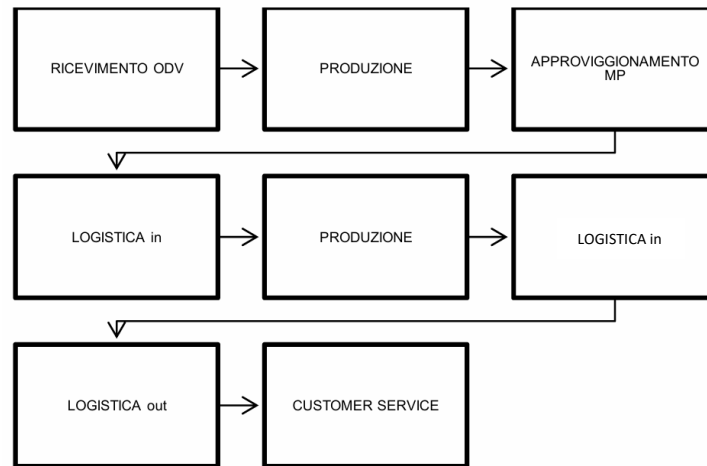 RICEVIMENTO ODV
PRODUZIONE
APPROVIGGIONAMENTO
MP
LOGISTICA in
PRODUZIONE
LOGISTICA in
LOGISTICA out
CUSTOMER SERVICE